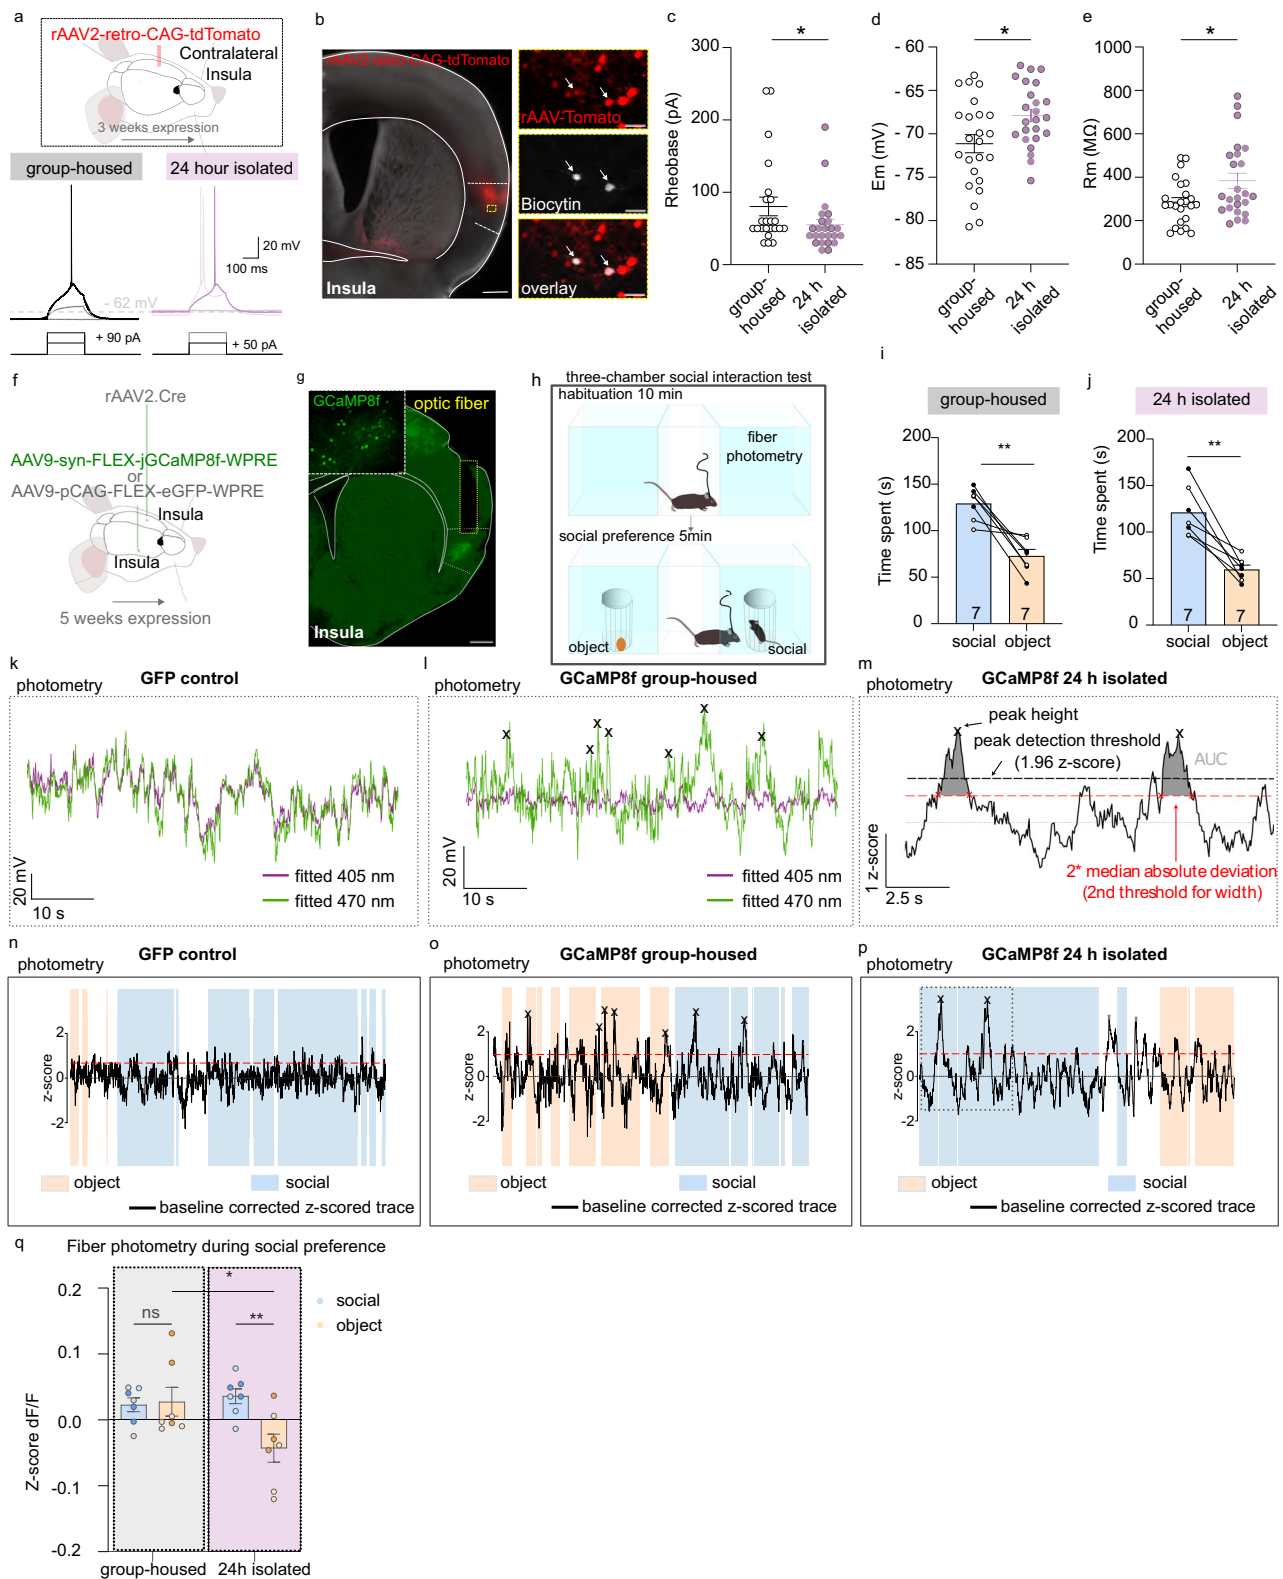 a
rAAV2-retro-CAG-tdTomato
Contralateral
Insula
3 weeks expression
group-housed
24 hour isolated
20 mV
100 ms
- 62 mV
+ 90 pA
+ 50 pA
b
rAAV2-retro-CAG-tdTomato
Insula
rAAV-Tomato
Biocytin
overlay
c
*
Rheobase (pA)
300
200
100
0
group-
housed
24 h
isolated
d
*
Em (mV)
- 60
- 65
- 70
- 75
- 80
- 85
group-
housed
24 h
isolated
e
*
Rm (MΩ)
1000
800
600
400
200
0
group-
housed
24 h
isolated
f
rAAV2.Cre
AAV9-syn-FLEX-jGCaMP8f-WPRE
or
AAV9-pCAG-FLEX-eGFP-WPRE
Insula
Insula
5 weeks expression
g
GCaMP8f
optic fiber
Insula
h
three-chamber social interaction test
habituation 10 min
fiber
photometry
social preference 5min
object
social
i
group-housed
**
Time spent (s)
200
150
100
50
0
7
7
social
object
j
24 h isolated
**
Time spent (s)
200
150
100
50
0
7
7
social
object
k
photometry
GFP control
20 mV
10 s
fitted 405 nm
fitted 470 nm
l
photometry
GCaMP8f group-housed
x x x x x x x
20 mV
10 s
fitted 405 nm
fitted 470 nm
m
photometry
GCaMP8f 24 h isolated
x
peak height
peak detection threshold
(1.96 z-score)
x
AUC
x x x x
1 z-score
2.5 s
2* median absolute deviation
(2nd threshold for width)
n
photometry
GFP control
z-score
2
0
-2
object
social
baseline corrected z-scored trace
o
photometry
GCaMP8f group-housed
x x x x x x x
z-score
2
0
-2
object
social
baseline corrected z-scored trace
p
photometry
GCaMP8f 24 h isolated
x x
z-score
2
0
-2
object
social
baseline corrected z-scored trace
q
Fiber photometry during social preference
Z-score dF/F
0.2
0.1
0.0
-0.1
-0.2
ns
*
**
social
object
group-housed
24h isolated